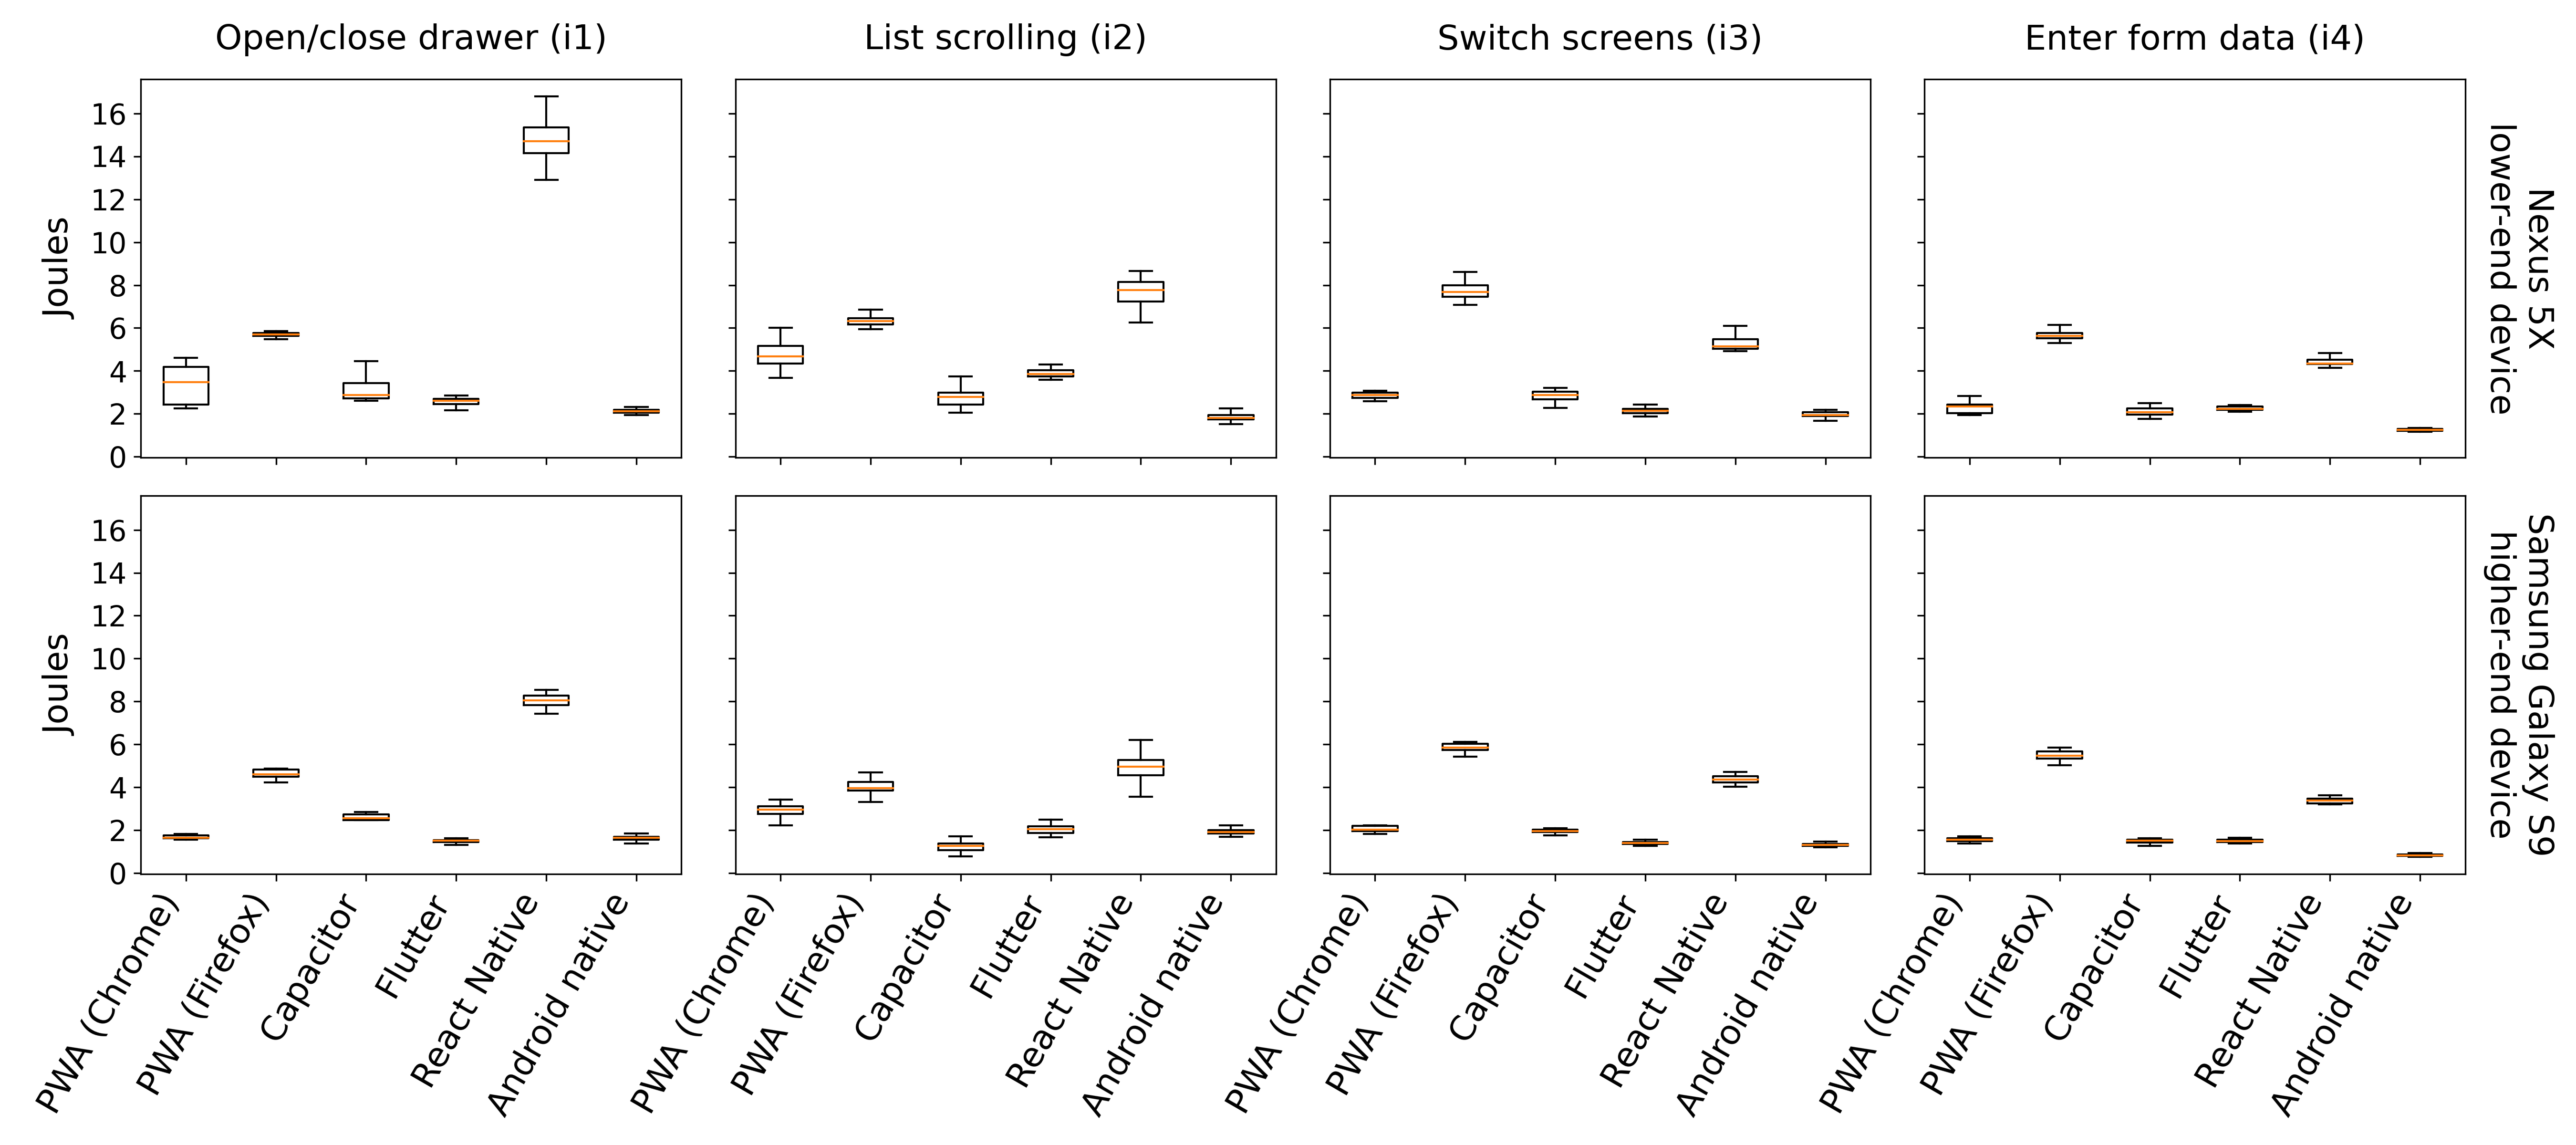 Open/close drawer (i1)
List scrolling (i2)
Switch screens (i3)
Enter form data (i4)
Joules
16
14
12
10
8
6
4
2
0
Nexus 5X
lower-end device
Joules
16
14
12
10
8
6
4
2
0
Samsung Galaxy S9
higher-end device
PWA (Chrome)
PWA (Firefox)
Capacitor
Flutter
React Native
Android native
PWA (Chrome)
PWA (Firefox)
Capacitor
Flutter
React Native
Android native
PWA (Chrome)
PWA (Firefox)
Capacitor
Flutter
React Native
Android native
PWA (Chrome)
PWA (Firefox)
Capacitor
Flutter
React Native
Android native